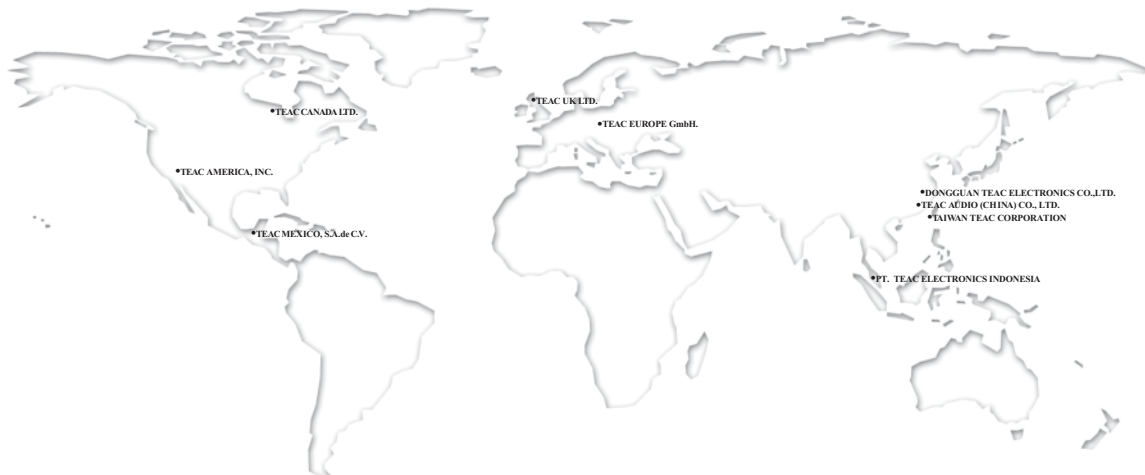 TEAC UK LTD.
TEAC CANADA LTD.
TEAC EUROPE GmbH.
TEAC AMERICA, INC.
DONGGUAN TEAC ELECTRONICS CO.,LTD.
TEAC AUDIO (CHINA) CO., LTD.
TAIWAN TEAC CORPORATION
TEAC MEXICO, S.A.de C.V.
PT. TEAC ELECTRONICS INDONESIA